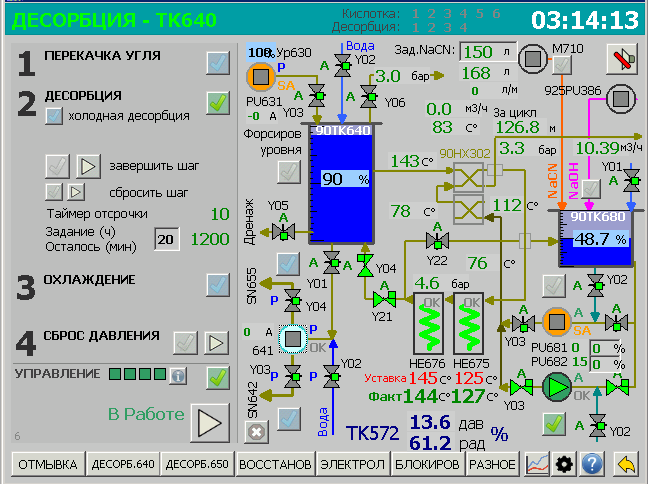 ДЕСОРБЦИЯ - ТК640
Кислотка: 1 2 3 4 5 6
Десорбция: 1 2 3 4
03:14:13
1 ПЕРЕКАЧКА УГЛЯ
2 ДЕСОРБЦИЯ
холодная десорбция
завершить шаг
сбросить шаг
Таймер отсрочки 10
Задание (ч)
Осталось (мин) 20 1200
3 ОХЛАЖДЕНИЕ
4 СБРОС ДАВЛЕНИЯ
УПРАВЛЕНИЕ
В Работе
6
100% Ур630
P
SA
PU631
-0 A
A
Y03
Вода
A Y02
3.0 бар
A Y06
Зад.NaCN: 150 л
168 л
0 л/м
M710
925PU386
0.0 м3/ч
83 C°
За цикл
126.8 м
3.3 бар
10.39 м3/ч
Форсиров
уровня
90TK640
90 %
143 C°
90HX302
78 C°
112 C°
NaCN
NaOH
Y01
A
90TK680
48.7 %
Дренаж
Y05
A
A
Y22
76 C°
Y04
A
Y21
A
4.6 бар
OK OK
HE676 HE675
Y01
A
SN655
Y04
P
0 A
641
P
OK
Y03
P
SN642
Y02
P
Вода
Уставка 145 C° 125 C°
Факт 144 C° 127 C°
TK572 13.6 дав
61.2 рад %
Y02
A
A
Y03
A
SA
PU681 0 0 %
PU682 15 0 %
A
Y03
A
OK
A
A
Y02
ОТМЫВКА ДЕСОРБ.640 ДЕСОРБ.650 ВОССТАНОВ ЭЛЕКТРОЛ БЛОКИРОВ РАЗНОЕ